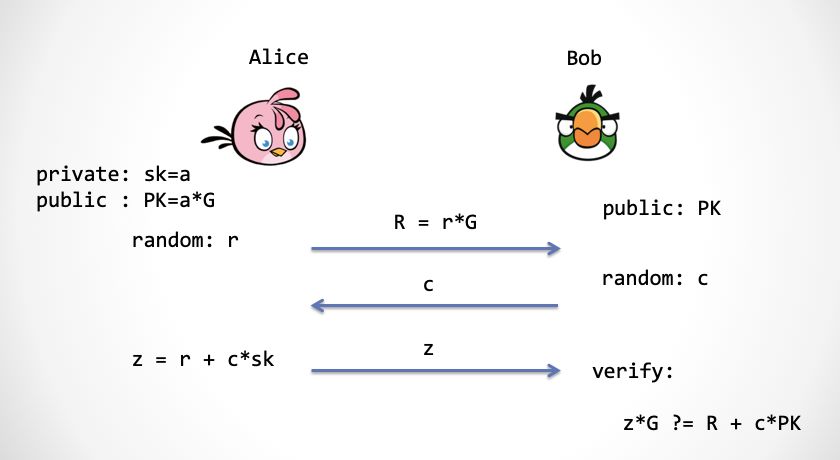 Alice
Bob
private: sk=a
public : PK=a*G
public: PK
random: r
R = r*G
random: c
c
z = r + c*sk
z
verify:
z*G ?= R + c*PK